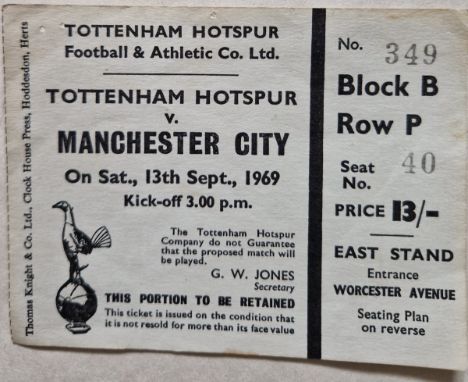 Thomas Knight & Co. Ltd., Clock House Press, Hoddesdon, Herts
TOTTENHAM HOTSPUR
Football & Athletic Co. Ltd.
TOTTENHAM HOTSPUR
v.
MANCHESTER CITY
On Sat., 13th Sept., 1969
Kick-off 3.00 p.m.
The Tottenham Hotspur
Company do not Guarantee
that the proposed match will
be played.
G. W. JONES
Secretary
THIS PORTION TO BE RETAINED
This ticket is issued on the condition that
it is not resold for more than its face value
No. 349
Block B
Row P
Seat
No. 40
PRICE 13/-
EAST STAND
Entrance
WORCESTER AVENUE
Seating Plan
on reverse